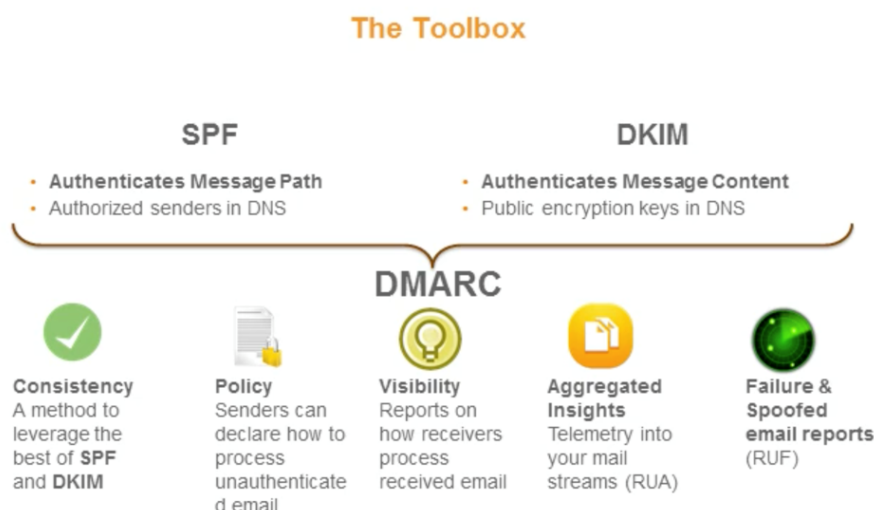 The Toolbox
SPF
• Authenticates Message Path
• Authorized senders in DNS
DKIM
• Authenticates Message Content
• Public encryption keys in DNS
DMARC
Consistency
A method to
leverage the
best of SPF
and DKIM
Policy
Senders can
declare how to
process
unauthenticate
d email
Visibility
Reports on
how receivers
process
received email
Aggregated
Insights
Telemetry into
your mail
streams (RUA)
Failure &
Spoofed
email reports
(RUF)